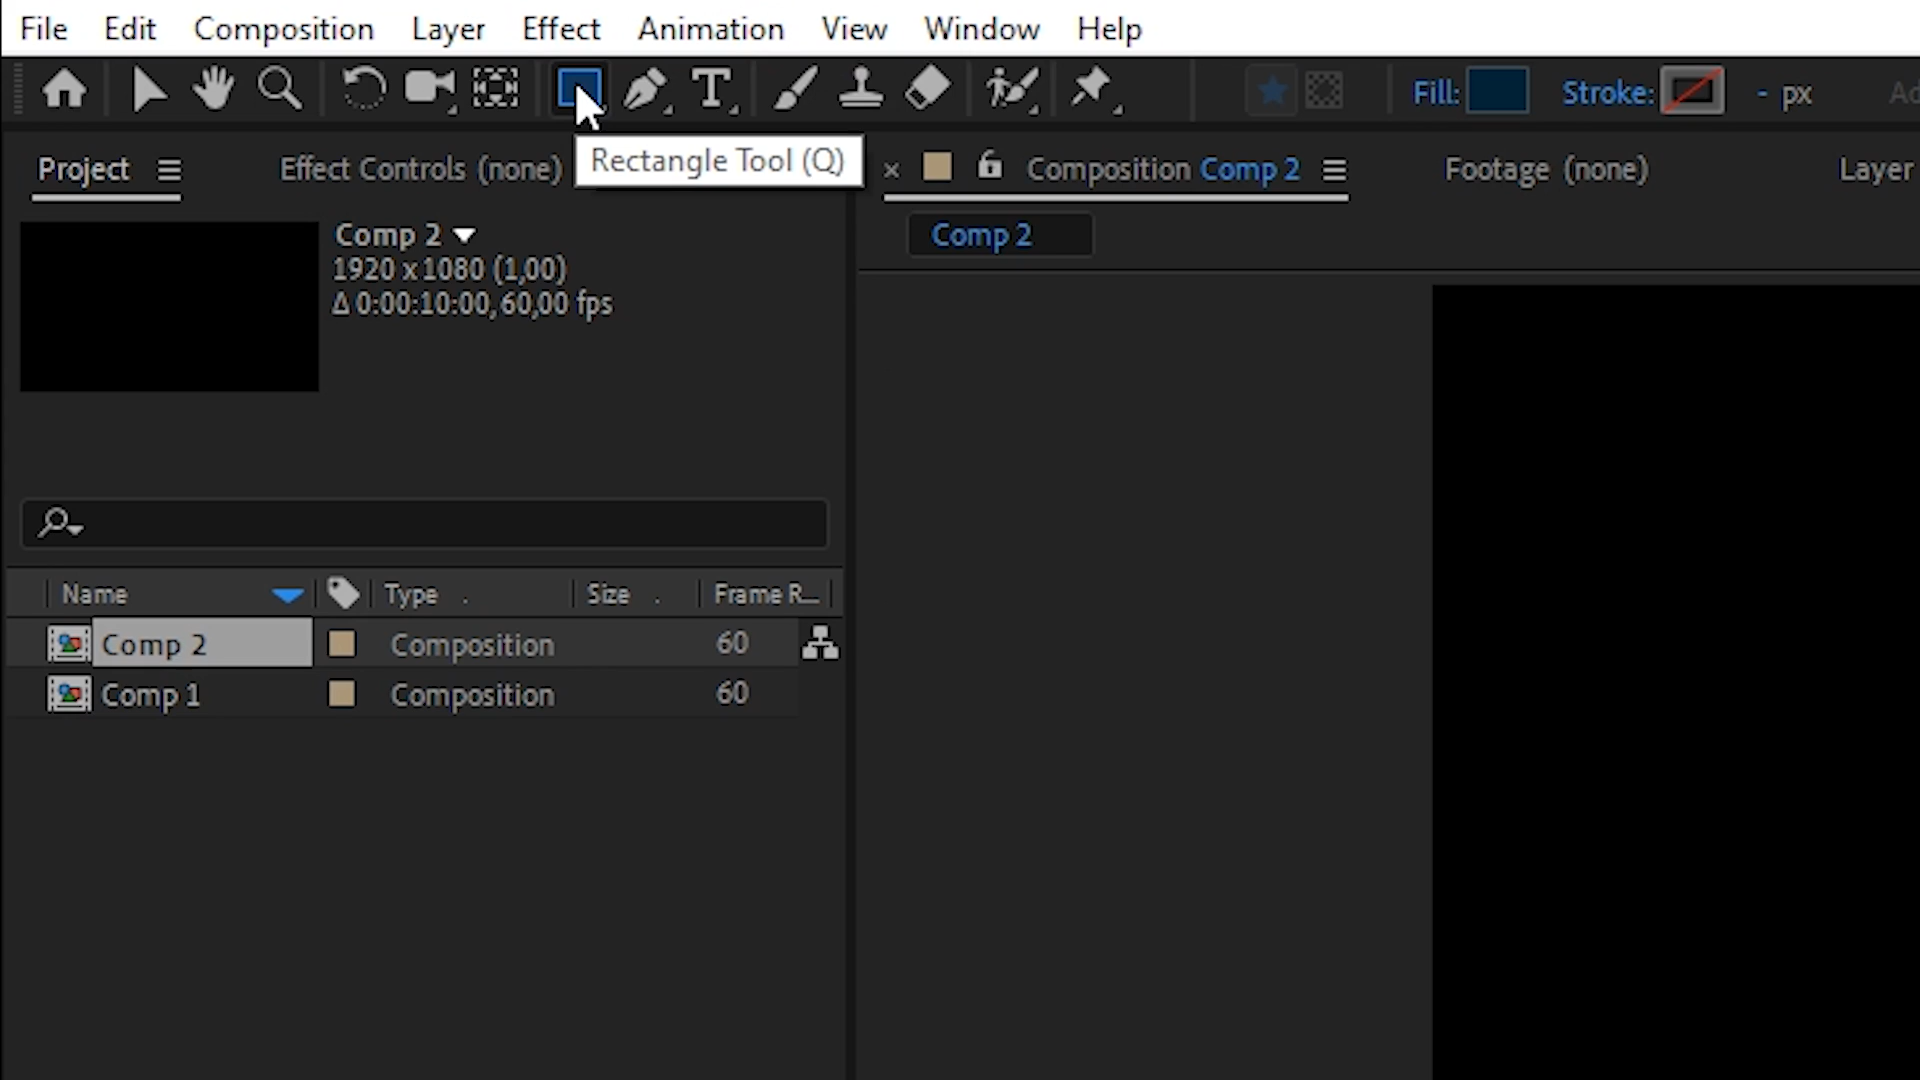 File Edit Composition Layer Effect Animation View Window Help
Fill: Stroke: - px
Rectangle Tool (Q)
Project Effect Controls (none) × Composition Comp 2 Footage (none) Layer
Comp 2
1920 x 1080 (1,00)
Δ 0:00:10:00, 60,00 fps
Comp 2
Name Type Size Frame R...
Comp 2 Composition 60
Comp 1 Composition 60